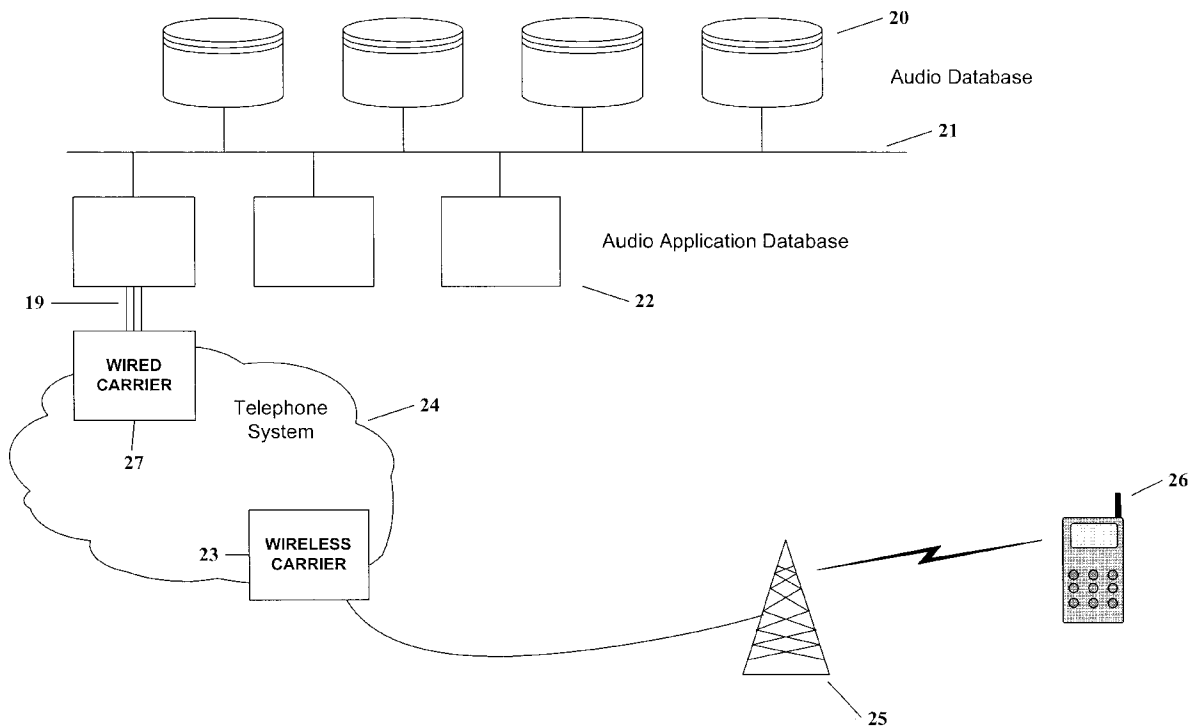 20
Audio Database
21
Audio Application Database
22
19
WIRED
CARRIER
Telephone
System
24
27
26
23
WIRELESS
CARRIER
25